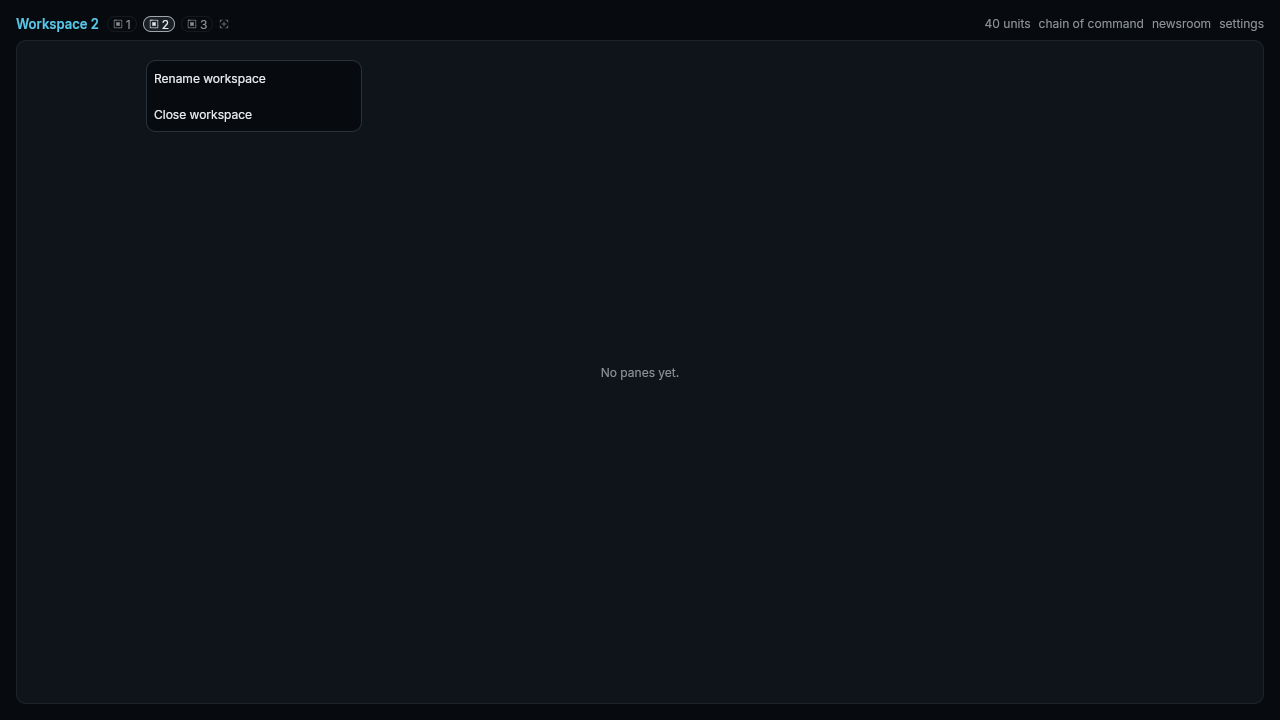 Workspace 2 1 2 3 40 units chain of command newsroom settings
Rename workspace
Close workspace
No panes yet.